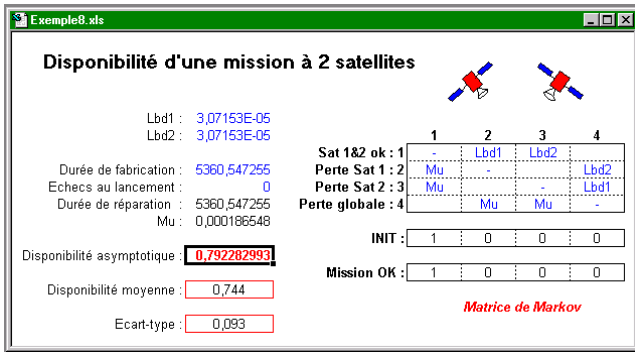 Exemple8.xls
Disponibilité d'une mission à 2 satellites
Lbd1 : 3,07153E-05
Lbd2 : 3,07153E-05
Durée de fabrication : 5360,547255
Echecs au lancement : 0
Durée de réparation : 5360,547255
Mu : 0,000186548
Disponibilité asymptotique : 0,792282993
Disponibilité moyenne : 0,744
Ecart-type : 0,093
1 2 3 4
Sat 1&2 ok : 1 - Lbd1 Lbd2
Perte Sat 1 : 2 Mu - Lbd2
Perte Sat 2 : 3 Mu - Lbd1
Perte globale : 4 Mu Mu -
INIT : 1 0 0 0
Mission OK : 1 0 0 0
Matrice de Markov